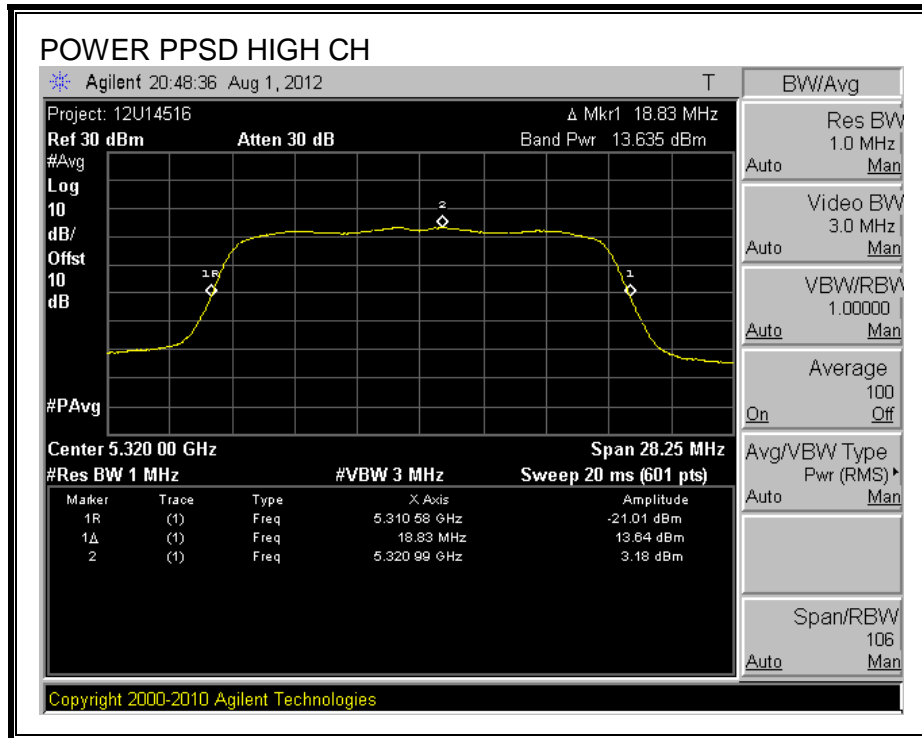 POWER PPSD HIGH CH
Agilent 20:48:36 Aug 1, 2012 T
Project: 12U14516 Δ Mkr1 18.83 MHz
Ref 30 dBm Atten 30 dB Band Pwr 13.635 dBm
#Avg
Log
10
dB/
Offst
10
dB
#PAvg
2
1R
1
Center 5.320 00 GHz Span 28.25 MHz
#Res BW 1 MHz #VBW 3 MHz Sweep 20 ms (601 pts)
Marker Trace Type X Axis Amplitude
1R (1) Freq 5.310 58 GHz -21.01 dBm
1Δ (1) Freq 18.83 MHz 13.64 dBm
2 (1) Freq 5.320 99 GHz 3.18 dBm
Copyright 2000-2010 Agilent Technologies
BW/Avg
Res BW
1.0 MHz
Auto Man
Video BW
3.0 MHz
Auto Man
VBW/RBW
1.00000
Auto Man
Average
100
On Off
Avg/VBW Type
Pwr (RMS)
Auto Man
Span/RBW
106
Auto Man